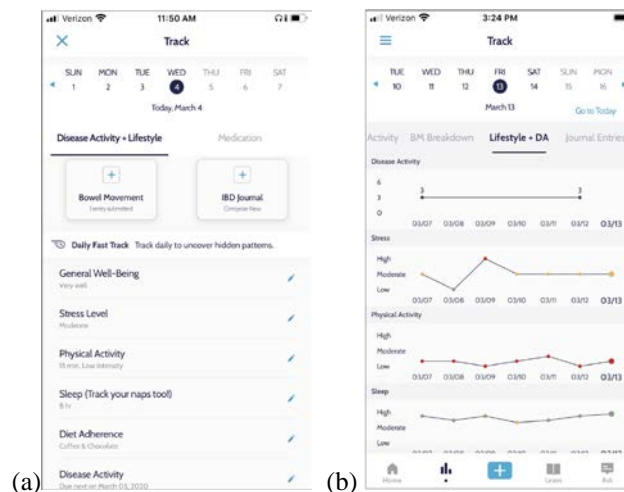 Verizon 11:50 AM
Track
SUN MON TUE WED THU FRI SAT
1 2 3 4 5 6 7
Today, March 4
Disease Activity + Lifestyle Medication
Bowel Movement IBD Journal
1 entry submitted Compose New
Daily Fast Track Track daily to uncover hidden patterns.
General Well-Being
Very well
Stress Level
Moderate
Physical Activity
15 min, Low Intensity
Sleep (Track your naps too!)
8 hr
Diet Adherence
Coffee & Chocolate
Disease Activity
Due next on March 03, 2020
(a)
Verizon 3:24 PM
Track
TUE WED THU FRI SAT SUN MON
10 11 12 13 14 15 16
March 13 Go to Today
Activity BM Breakdown Lifestyle + DA Journal Entries
Disease Activity
6
3 3 3
0
03/07 03/08 03/09 03/10 03/11 03/12 03/13
Stress
High
Moderate
Low
03/07 03/08 03/09 03/10 03/11 03/12 03/13
Physical Activity
High
Moderate
Low
03/07 03/08 03/09 03/10 03/11 03/12 03/13
Sleep
High
Moderate
Low
Home Learn Ask
(b)